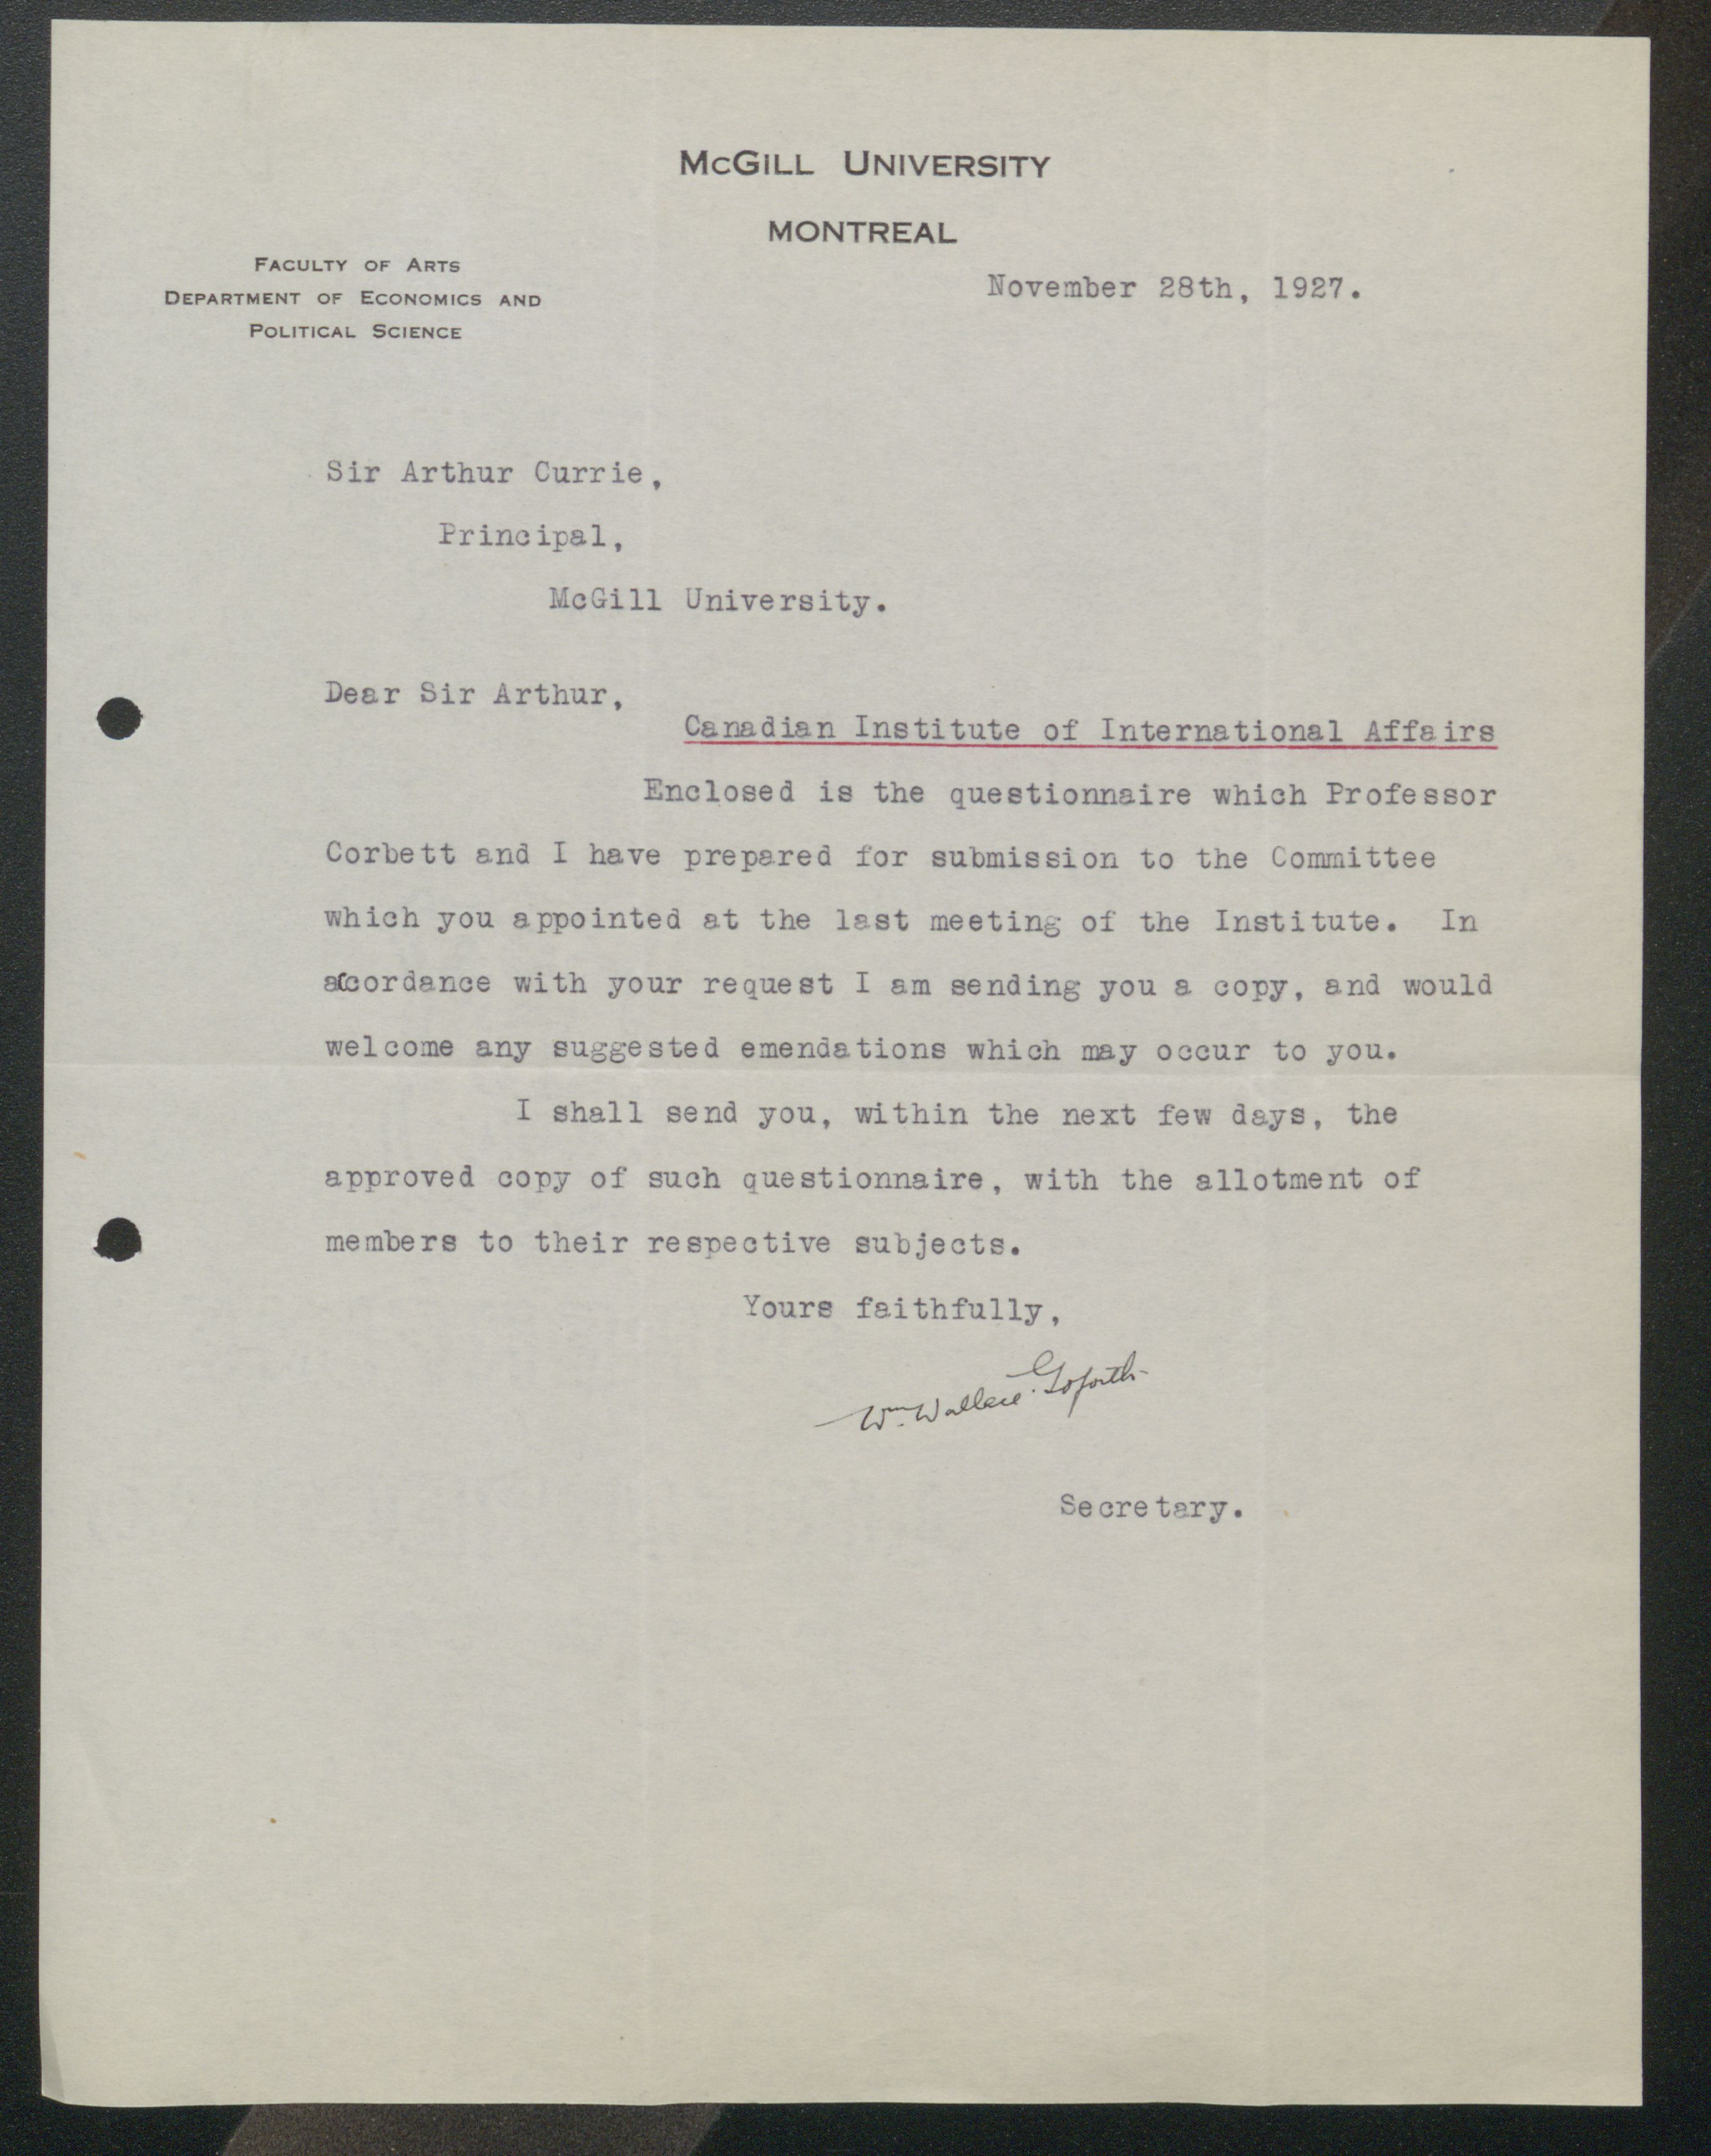 McGill University
MONTREAL
Faculty of Arts
Department of Economics and
Political Science
November 28th, 1927.
Sir Arthur Currie,
Principal,
McGill University.
Dear Sir Arthur,
Canadian Institute of International Affairs
Enclosed is the questionnaire which Professor
Corbett and I have prepared for submission to the Committee
which you appointed at the last meeting of the Institute. In
accordance with your request I am sending you a copy, and would
welcome any suggested emendations which may occur to you.
I shall send you, within the next few days, the
approved copy of such questionnaire, with the allotment of
members to their respective subjects.
Yours faithfully,
Wm. Wallace Goforth
Secretary.